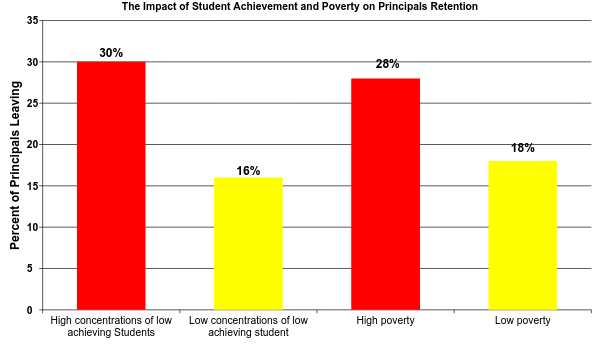 The Impact of Student Achievement and Poverty on Principals Retention
Percent of Principals Leaving
35
30
25
20
15
10
5
0
30%
16%
28%
18%
High concentrations of low
achieving Students
Low concentrations of low
achieving student
High poverty
Low poverty